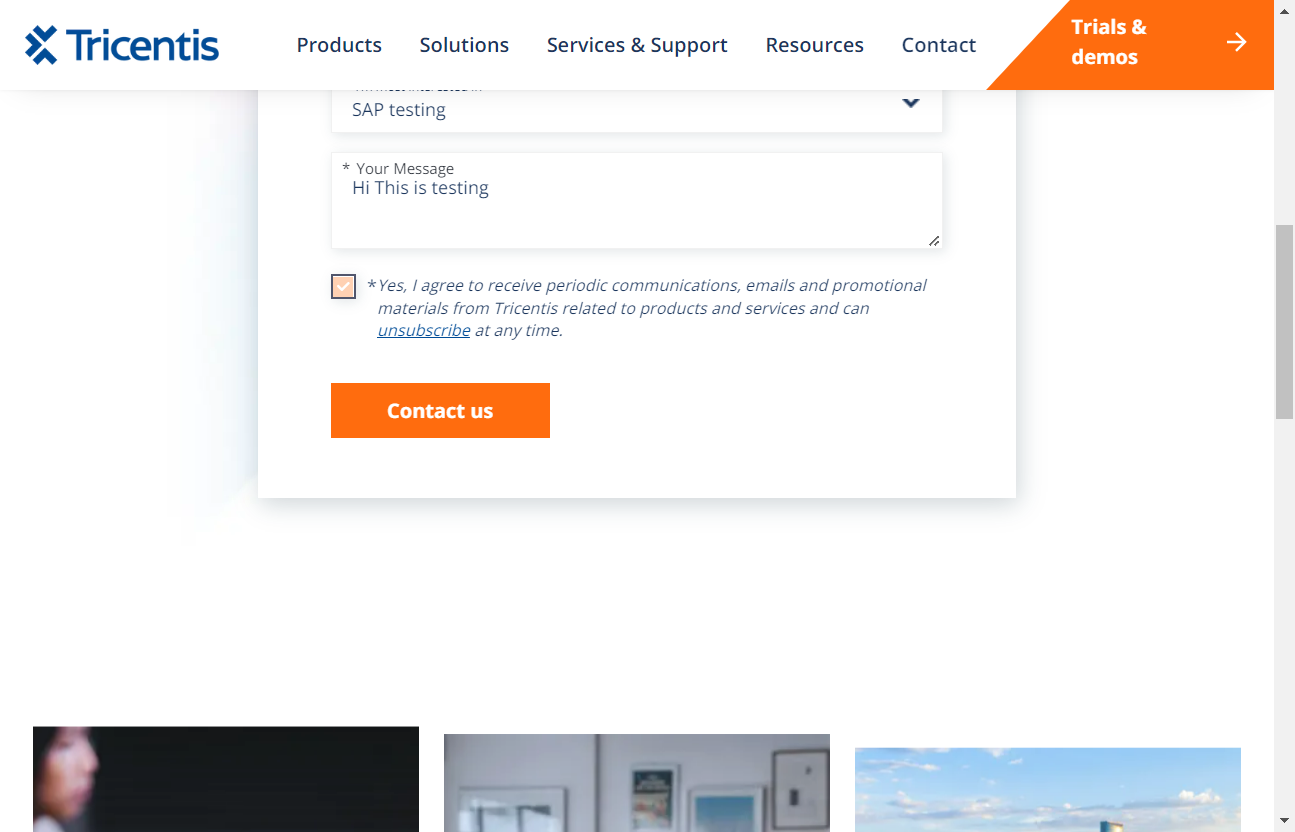 Tricentis
Products
Solutions
Services & Support
Resources
Contact
Trials &
demos
SAP testing
* Your Message
Hi This is testing
*Yes, I agree to receive periodic communications, emails and promotional
materials from Tricentis related to products and services and can
unsubscribe at any time.
Contact us